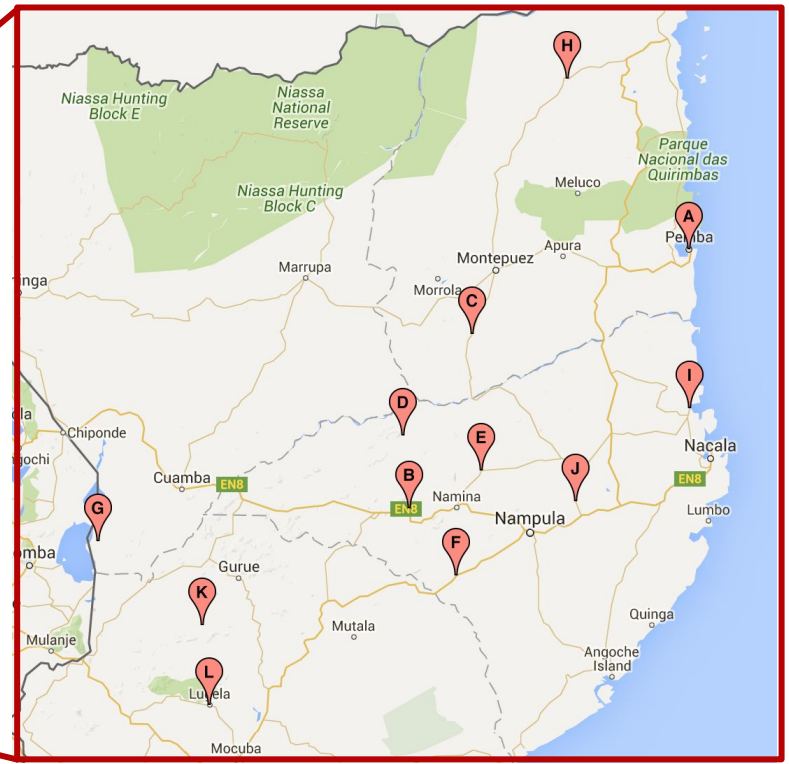 H
Niassa Hunting
Block E
Niassa
National
Reserve
Parque
Nacional das
Quirimbas
Meluco
Niassa Hunting
Block C
A
Pemba
Apura
Montepuez
Marrupa
inga
Morrola
C
I
D
ola
Chiponde
E
ngochi
Nacala
J
Cuamba
EN8
B
EN8
G
Namina
EN8
Lumbo
Nampula
F
omba
Gurue
K
Quinga
Mutala
Mulanje
Angoche
Island
L
Lugela
Mocuba